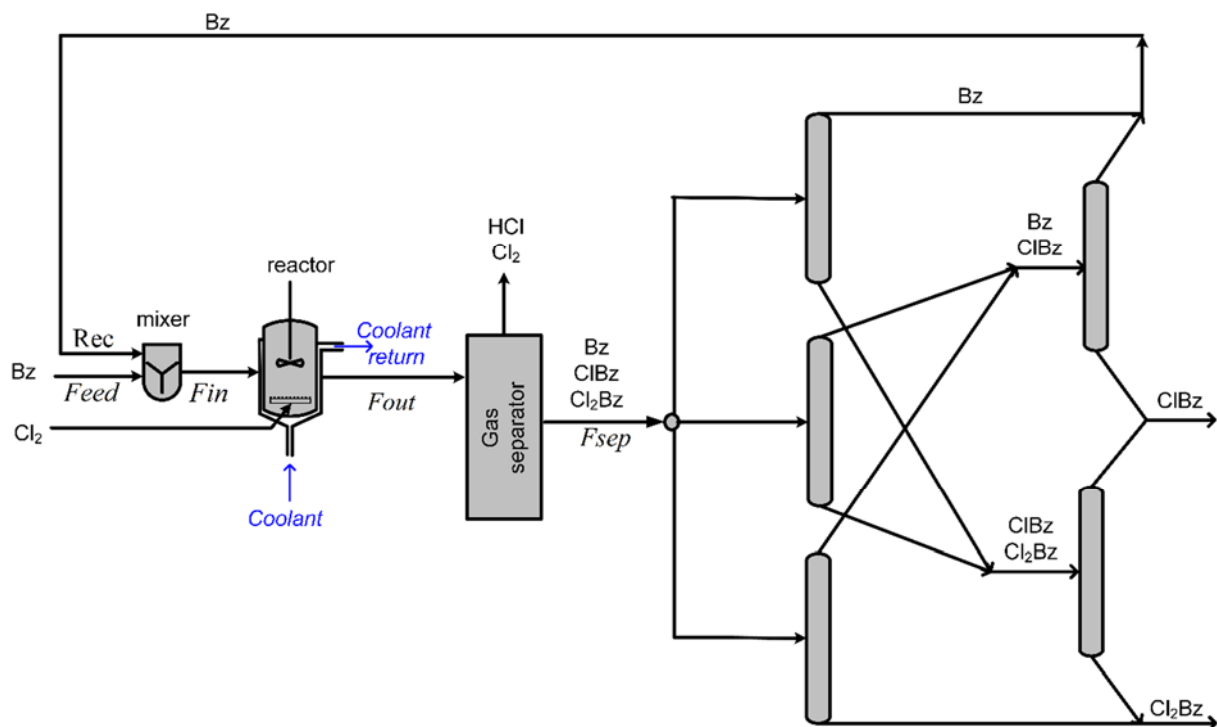 Bz
Bz
HCl
Cl₂
Bz
ClBz
reactor
mixer
Coolant
return
Rec
Bz
Feed
Fin
Fout
Bz
ClBz
Cl₂Bz
Fsep
Gas
separator
Cl₂
Coolant
ClBz
ClBz
Cl₂Bz
Cl₂Bz